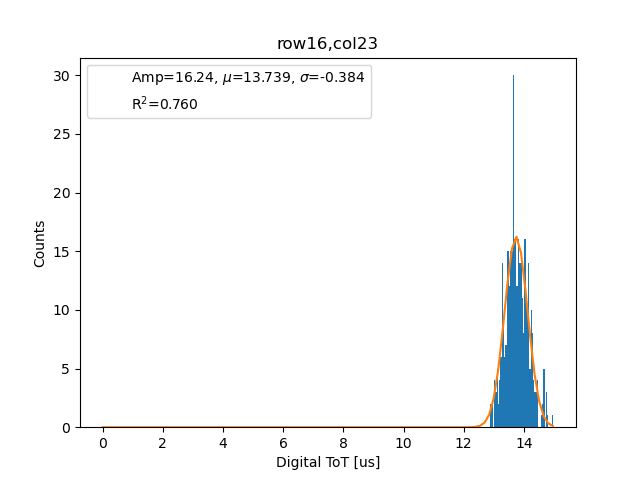 row16,col23
Amp=16.24, μ=13.739, σ=-0.384
R²=0.760
30
25
20
15
10
5
0
Counts
0 2 4 6 8 10 12 14
Digital ToT [us]